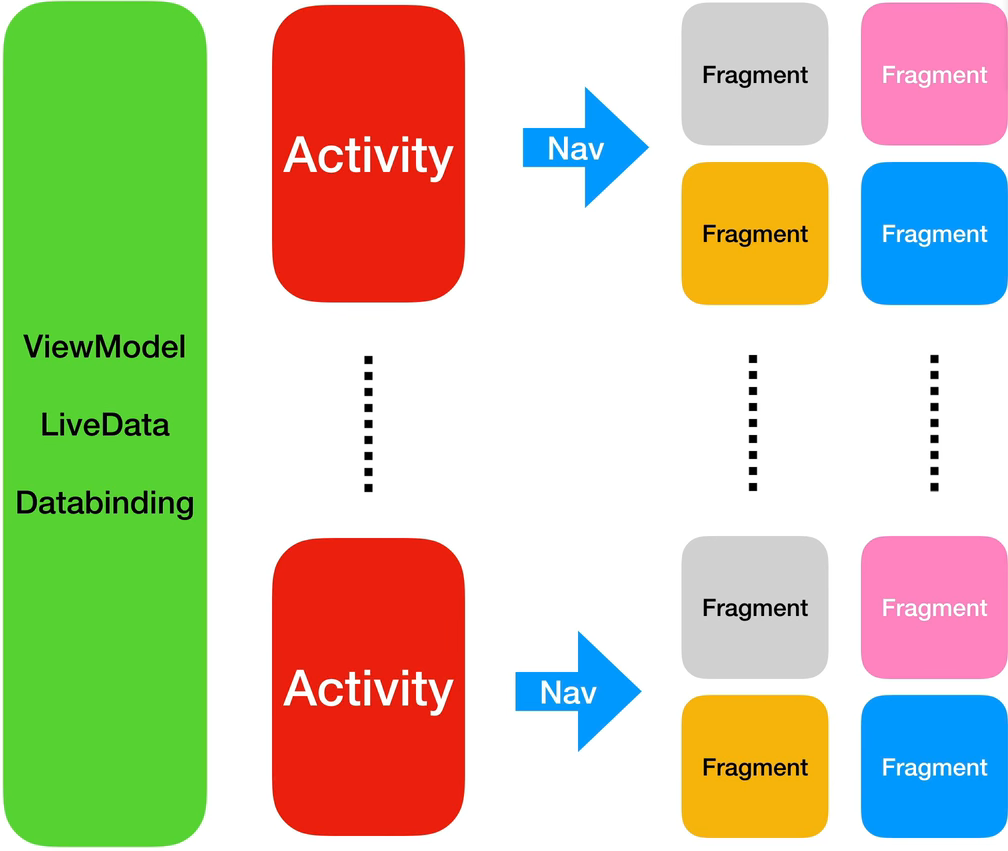 ViewModel
LiveData
Databinding
Activity
Nav
Fragment
Fragment
Fragment
Fragment
Activity
Nav
Fragment
Fragment
Fragment
Fragment